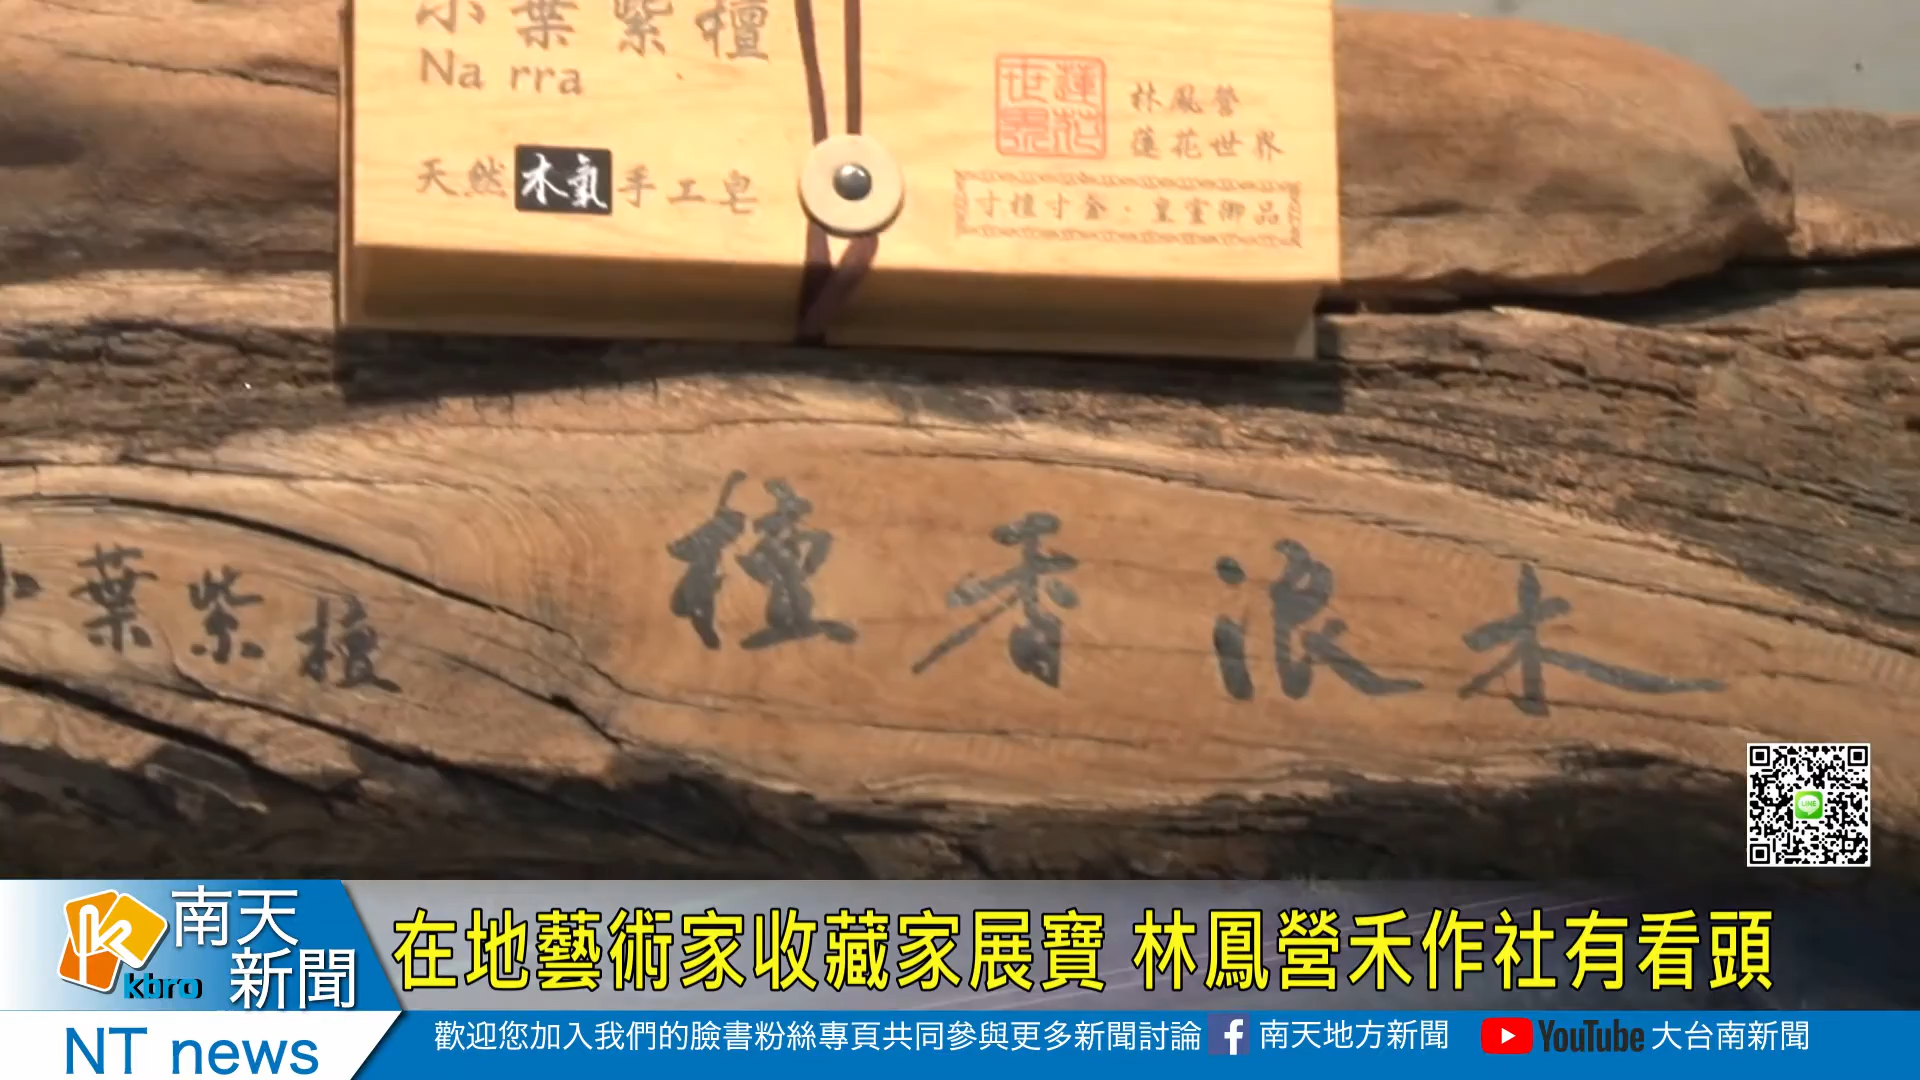 小葉紫檀
Na rra
天然木氣手工皂
蓮花世界
林鳳營
蓮花世界
寸檀寸金·皇室御品
小葉紫檀
檀香浪木
LINE
南天新聞
kbro
在地藝術家收藏家展寶 林鳳營禾作社有看頭
NT news
歡迎您加入我們的臉書粉絲專頁共同參與更多新聞討論 南天地方新聞 YouTube 大台南新聞